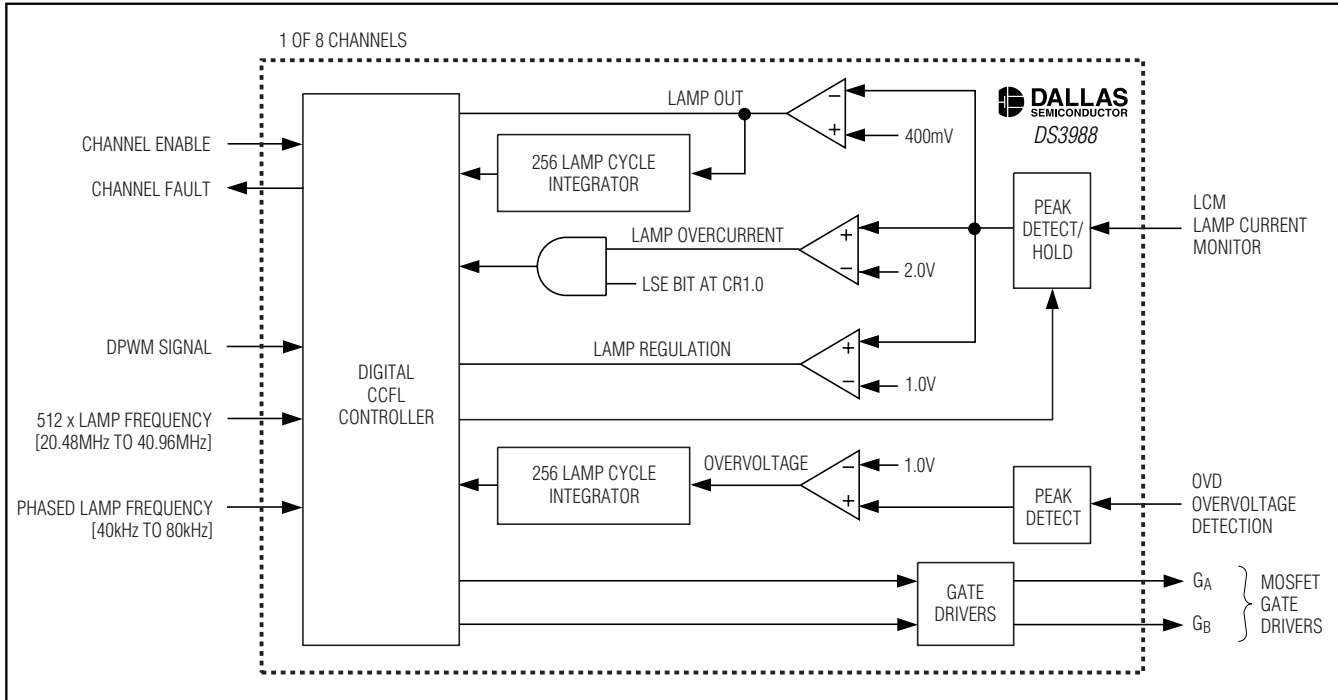 1 OF 8 CHANNELS
DALLAS
SEMICONDUCTOR
DS3988
CHANNEL ENABLE
CHANNEL FAULT
DPWM SIGNAL
512 x LAMP FREQUENCY
[20.48MHz TO 40.96MHz]
PHASED LAMP FREQUENCY
[40kHz TO 80kHz]
DIGITAL
CCFL
CONTROLLER
LAMP OUT
−
+
400mV
256 LAMP CYCLE
INTEGRATOR
LAMP OVERCURRENT
+
−
2.0V
LSE BIT AT CR1.0
LAMP REGULATION
+
−
1.0V
PEAK
DETECT/
HOLD
LCM
LAMP CURRENT
MONITOR
256 LAMP CYCLE
INTEGRATOR
OVERVOLTAGE
−
+
1.0V
PEAK
DETECT
OVD
OVERVOLTAGE
DETECTION
GATE
DRIVERS
GA
GB
MOSFET
GATE
DRIVERS